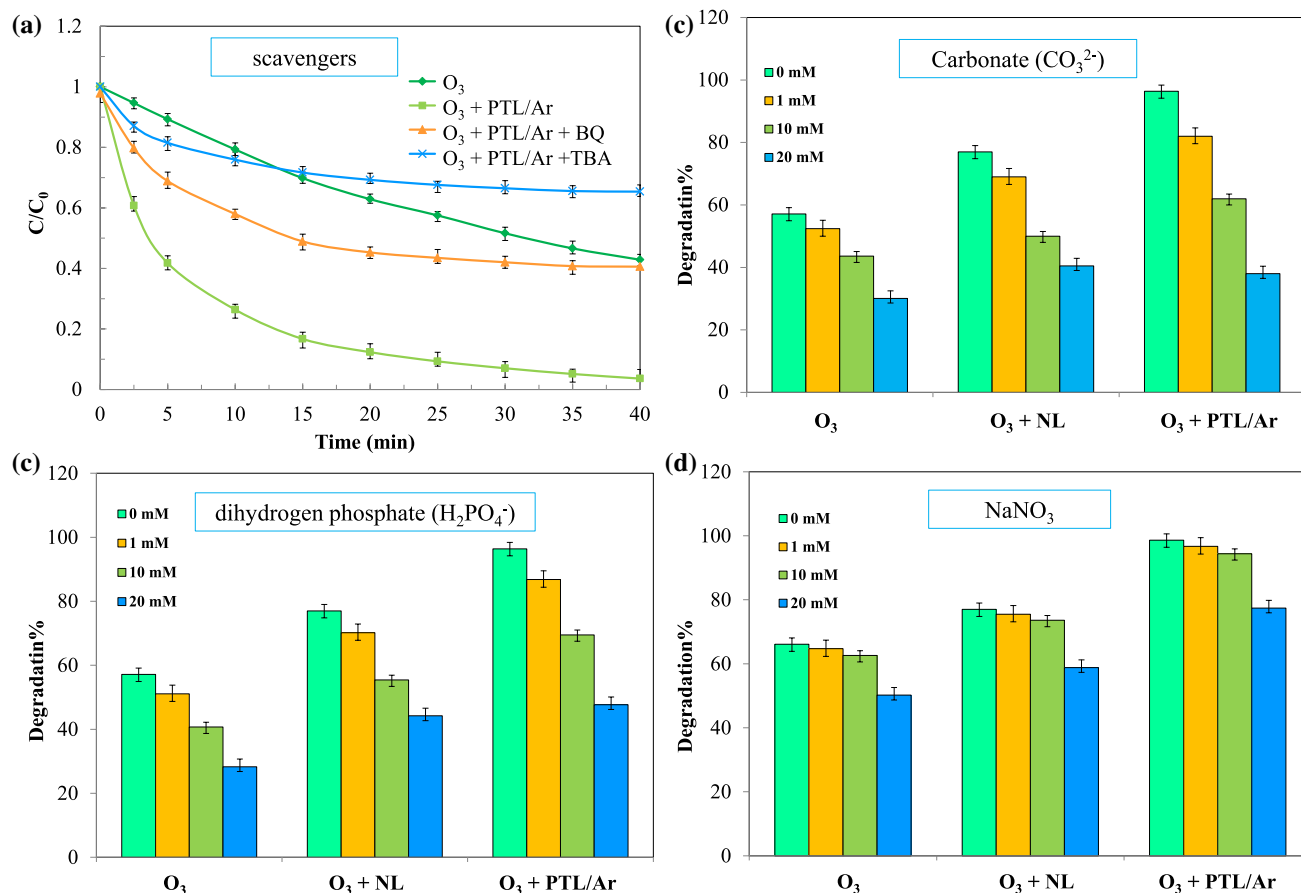 (a)
1.2
1
0.8
0.6
0.4
0.2
0
C/C₀
scavengers
O₃
O₃ + PTL/Ar
O₃ + PTL/Ar + BQ
O₃ + PTL/Ar +TBA
0 5 10 15 20 25 30 35 40
Time (min)
(c)
120
100
80
60
40
20
0
Degradatin%
Carbonate (CO₃²⁻)
0 mM
1 mM
10 mM
20 mM
O₃ O₃ + NL O₃ + PTL/Ar
(c)
120
100
80
60
40
20
0
Degradatin%
dihydrogen phosphate (H₂PO₄⁻)
0 mM
1 mM
10 mM
20 mM
O₃ O₃ + NL O₃ + PTL/Ar
(d)
120
100
80
60
40
20
0
Degradation%
NaNO₃
0 mM
1 mM
10 mM
20 mM
O₃ O₃ + NL O₃ + PTL/Ar